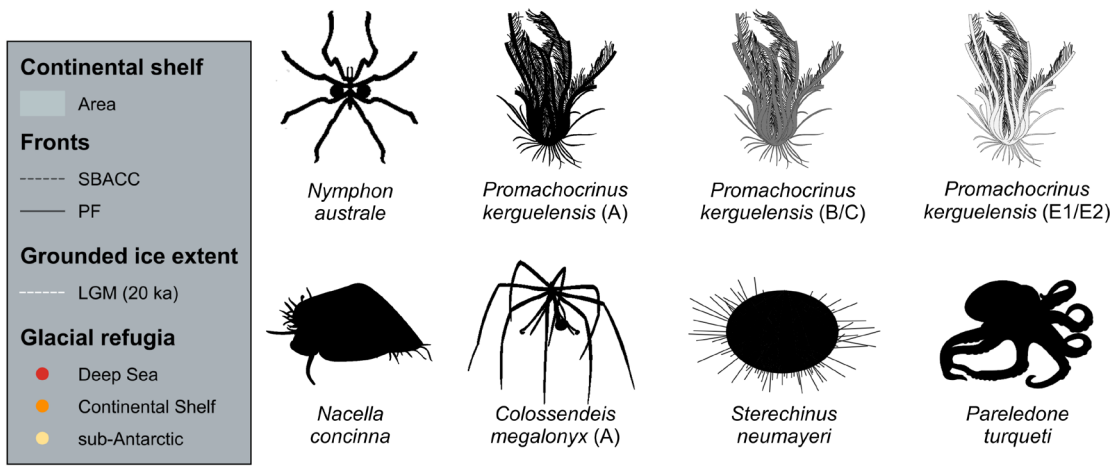 Continental shelf
Area
Fronts
SBACC
PF
Grounded ice extent
LGM (20 ka)
Glacial refugia
Deep Sea
Continental Shelf
sub-Antarctic
Nymphon
australe
Promachocrinus
kerguelensis (A)
Promachocrinus
kerguelensis (B/C)
Promachocrinus
kerguelensis (E1/E2)
Nacella
concinna
Colossendeis
megalonyx (A)
Sterechinus
neumayeri
Pareledone
turqueti